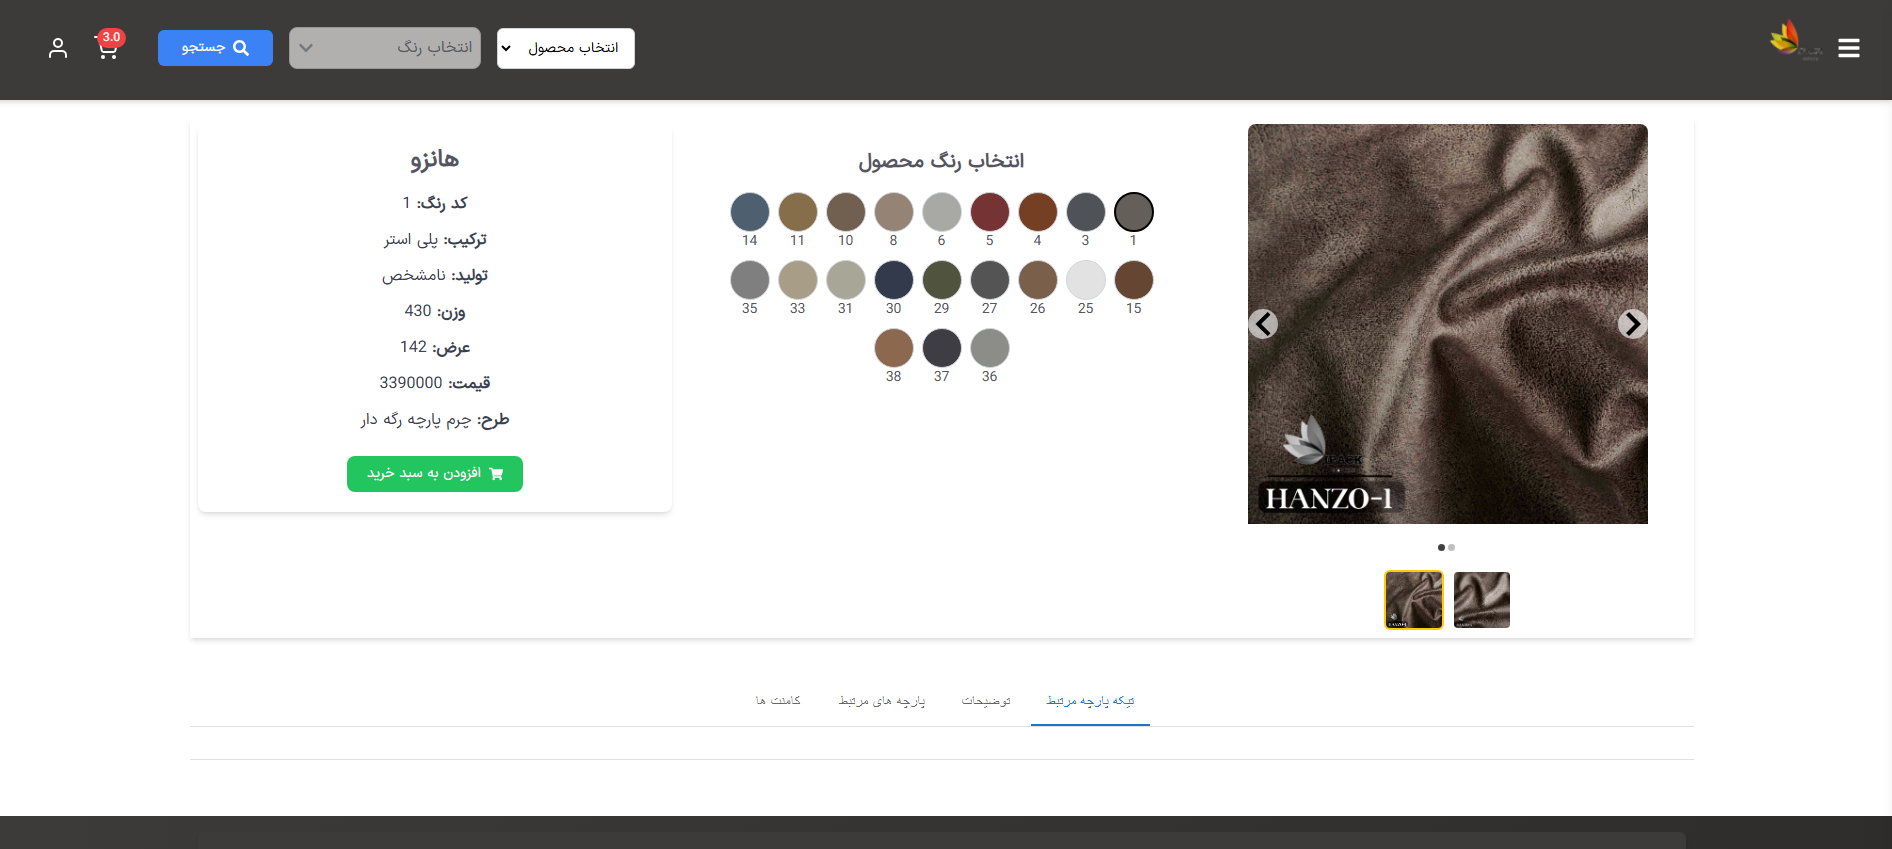 انتخاب محصول
انتخاب رنگ
جستجو
3.0
HANZO-1
انتخاب رنگ محصول
1 3 4 5 6 8 10 11 14
15 25 26 27 29 30 31 33 35
36 37 38
هانزو
کد رنگ: 1
ترکیب: پلی استر
تولید: نامشخص
وزن: 430
عرض: 142
قیمت: 3390000
طرح: چرم پارچه رگه دار
افزودن به سبد خرید
تیکه پارچه مرتبط
توضیحات
پارچه های مرتبط
کامنت ها